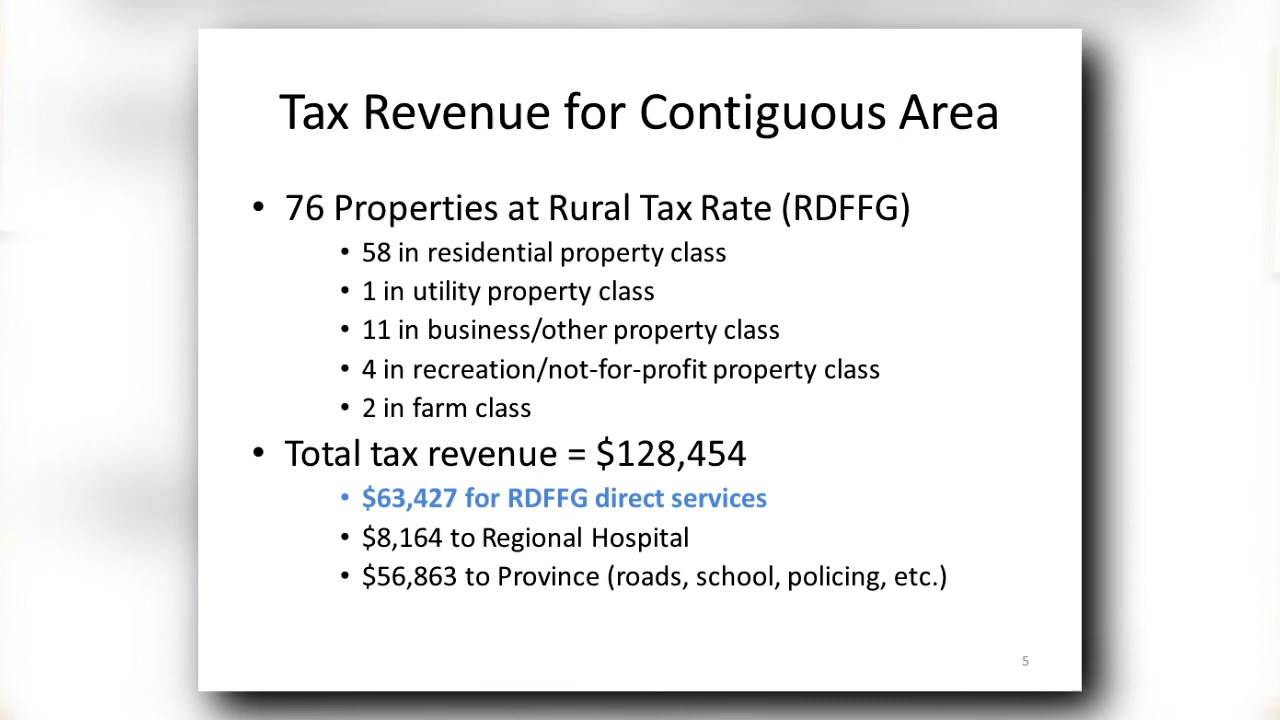 Tax Revenue for Contiguous Area
• 76 Properties at Rural Tax Rate (RDFFG)
• 58 in residential property class
• 1 in utility property class
• 11 in business/other property class
• 4 in recreation/not-for-profit property class
• 2 in farm class
• Total tax revenue = $128,454
• $63,427 for RDFFG direct services
• $8,164 to Regional Hospital
• $56,863 to Province (roads, school, policing, etc.)
5